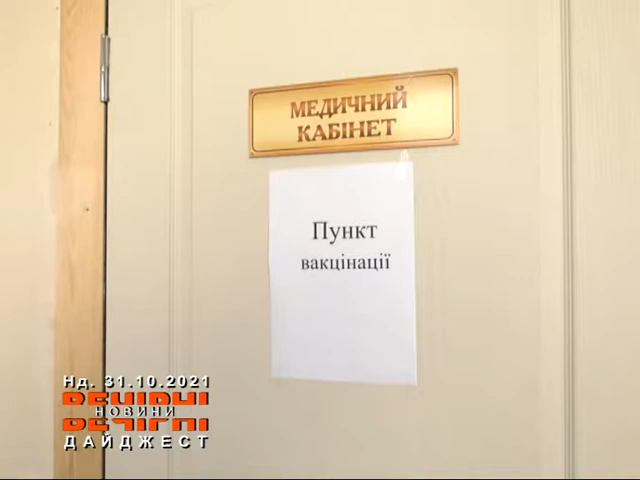 МЕДИЧНИЙ
КАБІНЕТ
Пункт
вакцінації
Нд. 31.10.2021
ВЕЧІРНІ
НОВИНИ
ДАЙДЖЕСТ